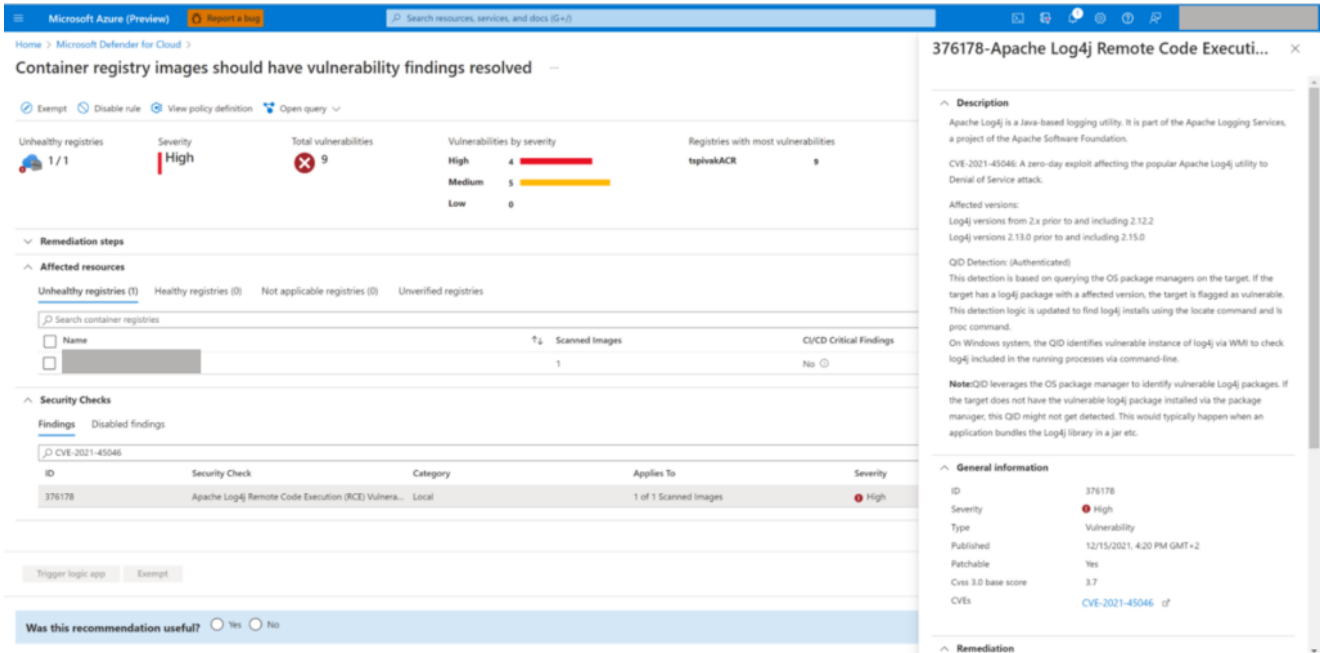 Microsoft Azure (Preview)
Report a bug
Search resources, services, and docs (G+/)
Home > Microsoft Defender for Cloud >
Container registry images should have vulnerability findings resolved ...
Exempt Disable rule View policy definition Open query
Unhealthy registries
1/1
Severity
High
Total vulnerabilities
9
Vulnerabilities by severity
High 4
Medium 5
Low 0
Registries with most vulnerabilities
tspivakACR 9
Remediation steps
Affected resources
Unhealthy registries (1) Healthy registries (0) Not applicable registries (0) Unverified registries
Search container registries
Name Scanned Images CI/CD Critical Findings
1 No
Security Checks
Findings Disabled findings
CVE-2021-45046
ID Security Check Category Applies To Severity
376178 Apache Log4j Remote Code Execution (RCE) Vulnera... Local 1 of 1 Scanned Images High
Trigger logic app Exempt
Was this recommendation useful? Yes No
376178-Apache Log4j Remote Code Executi...
Description
Apache Log4j is a Java-based logging utility. It is part of the Apache Logging Services,
a project of the Apache Software Foundation.
CVE-2021-45046: A zero-day exploit affecting the popular Apache Log4j utility to
Denial of Service attack.
Affected versions:
Log4j versions from 2.x prior to and including 2.12.2
Log4j versions 2.13.0 prior to and including 2.15.0
QID Detection: (Authenticated)
This detection is based on querying the OS package managers on the target. If the
target has a log4j package with a affected version, the target is flagged as vulnerable.
This detection logic is updated to find log4j installs using the locate command and ls
proc command.
On Windows system, the QID identifies vulnerable instance of log4j via WMI to check
log4j included in the running processes via command-line.
Note:QID leverages the OS package manager to identify vulnerable Log4j packages. If
the target does not have the vulnerable log4j package installed via the package
manager, this QID might not get detected. This would typically happen when an
application bundles the Log4j library in a jar etc.
General information
ID 376178
Severity High
Type Vulnerability
Published 12/15/2021, 4:20 PM GMT+2
Patchable Yes
Cvss 3.0 base score 3.7
CVEs CVE-2021-45046
Remediation